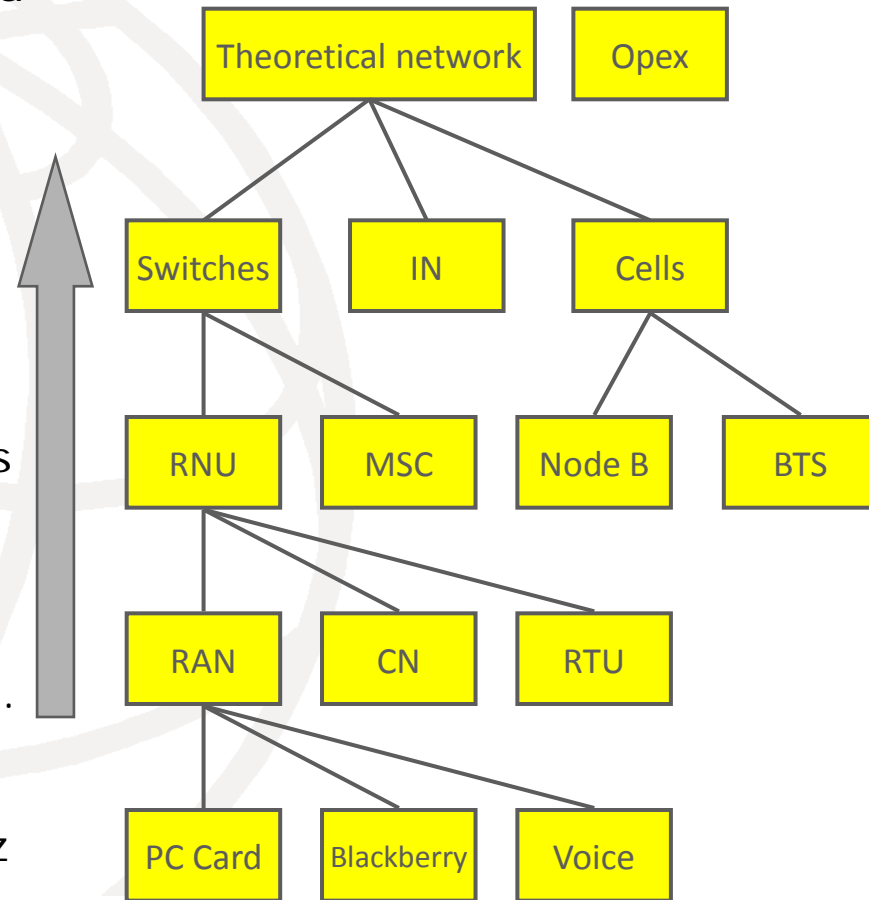 Theoretical network
Opex
Switches
IN
Cells
s
RNU
MSC
Node B
BTS
RAN
CN
RTU
.
z
PC Card
Blackberry
Voice